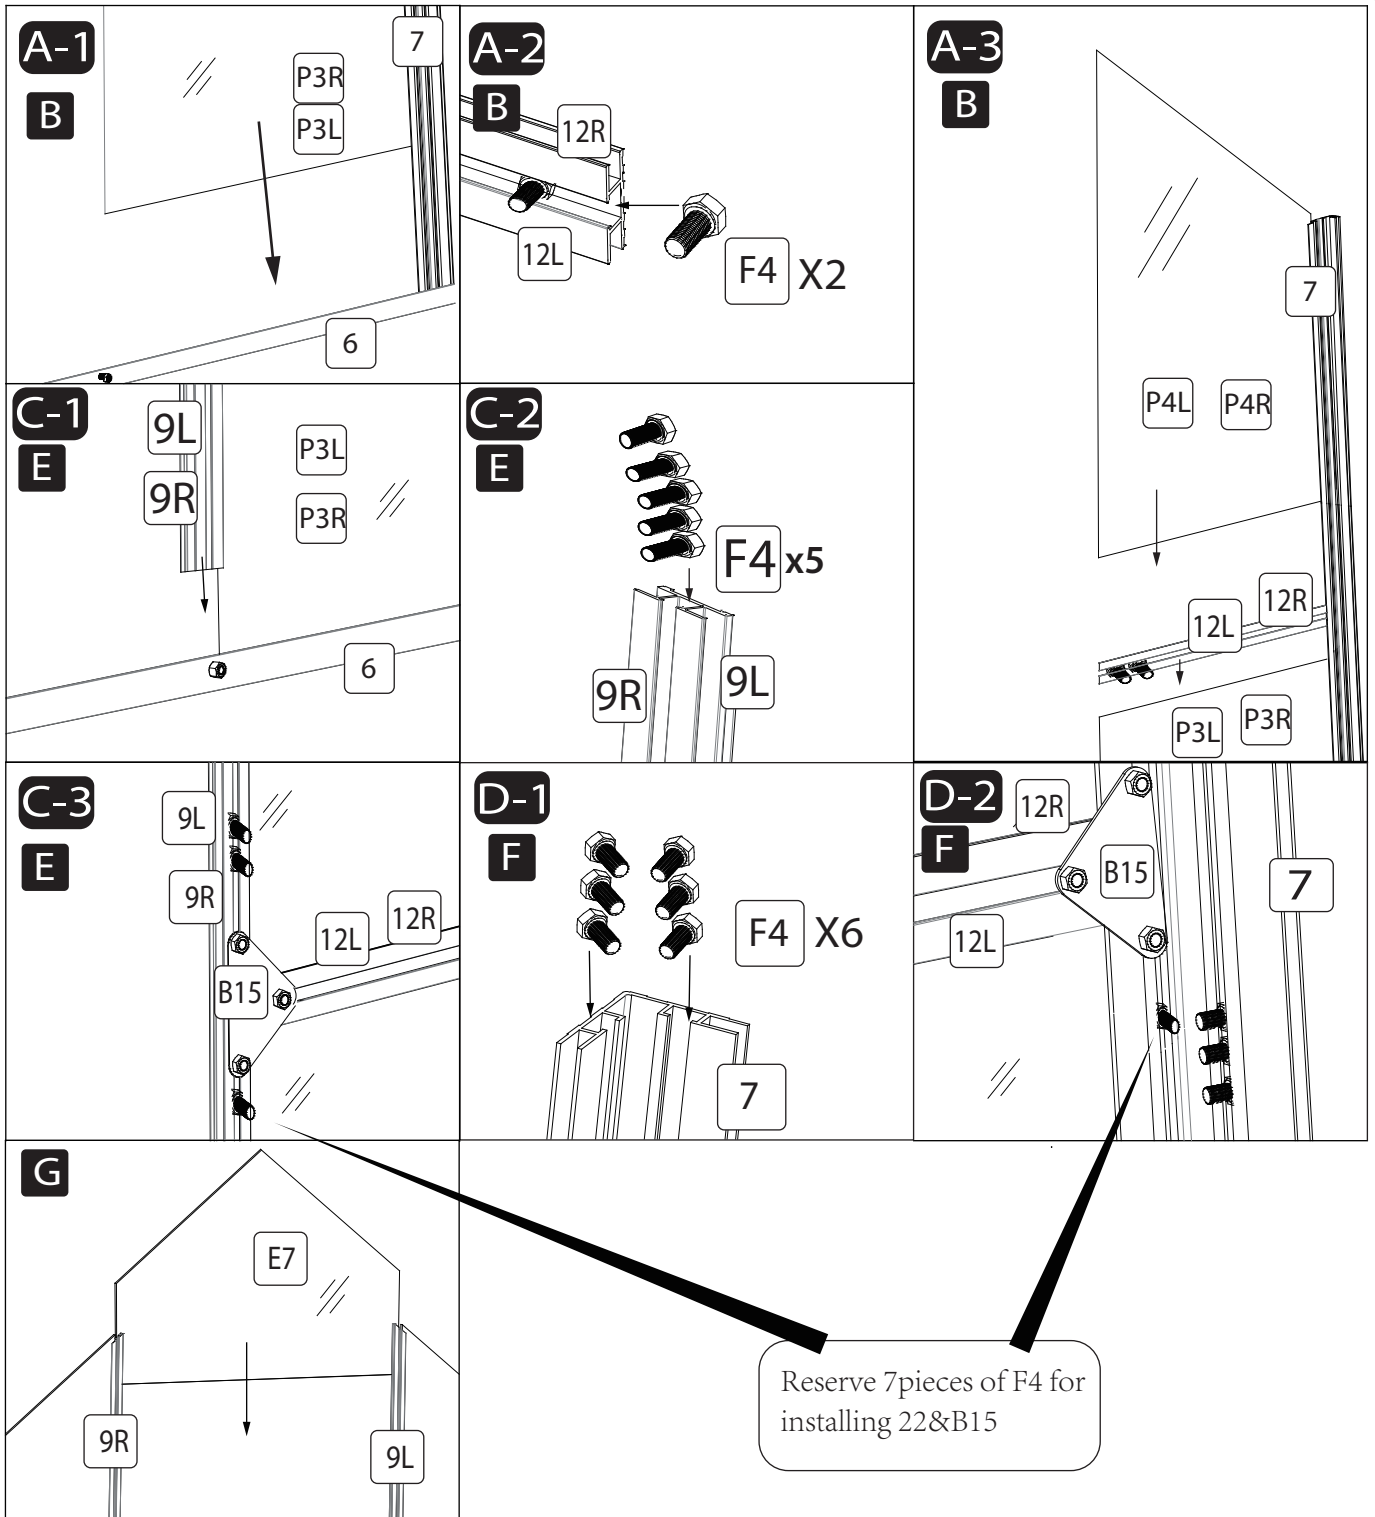 A-1
B
P3R
P3L
7
6
A-2
B
12R
12L
F4 X2
A-3
B
7
P4L P4R
12L 12R
P3L P3R
C-1
E
9L
9R
P3L
P3R
6
C-2
E
F4 x5
9R 9L
C-3
E
9L
9R
12L 12R
B15
D-1
F
F4 X6
7
D-2
F
12R
B15
7
12L
G
E7
9R 9L
Reserve 7pieces of F4 for
installing 22&B15